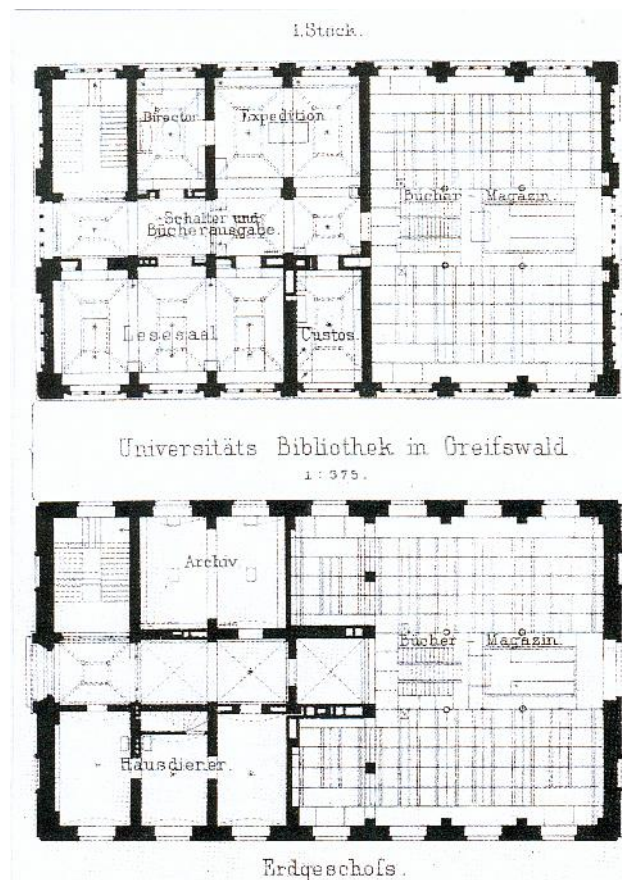 1. Stock.
Director
Expedition
Bücher-Magazin.
Schalter und
Bücherausgabe.
Lesesaal
Custos.
Universitäts Bibliothek in Greifswald.
1:375.
Archiv
Bücher-Magazin
Hausdiener.
Erdgeschoſs.